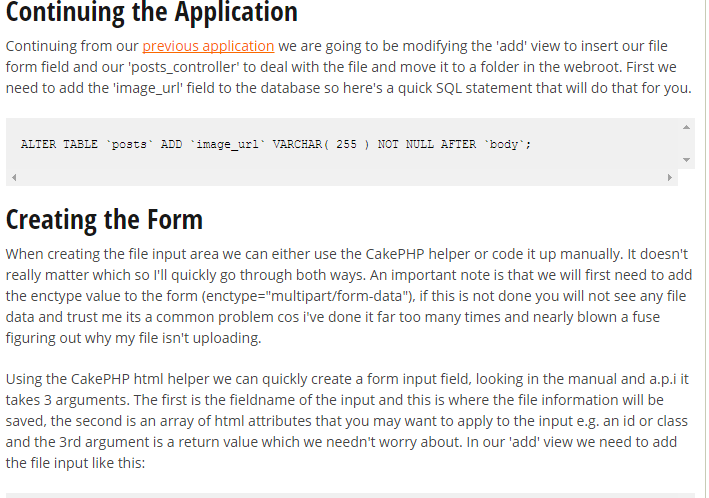 Continuing the Application
Continuing from our previous application we are going to be modifying the 'add' view to insert our file
form field and our 'posts_controller' to deal with the file and move it to a folder in the webroot. First we
need to add the 'image_url' field to the database so here's a quick SQL statement that will do that for you.
ALTER TABLE `posts` ADD `image_url` VARCHAR( 255 ) NOT NULL AFTER `body`;
Creating the Form
When creating the file input area we can either use the CakePHP helper or code it up manually. It doesn't
really matter which so I'll quickly go through both ways. An important note is that we will first need to add
the enctype value to the form (enctype="multipart/form-data"), if this is not done you will not see any file
data and trust me its a common problem cos i've done it far too many times and nearly blown a fuse
figuring out why my file isn't uploading.
Using the CakePHP html helper we can quickly create a form input field, looking in the manual and a.p.i it
takes 3 arguments. The first is the fieldname of the input and this is where the file information will be
saved, the second is an array of html attributes that you may want to apply to the input e.g. an id or class
and the 3rd argument is a return value which we needn't worry about. In our 'add' view we need to add
the file input like this: